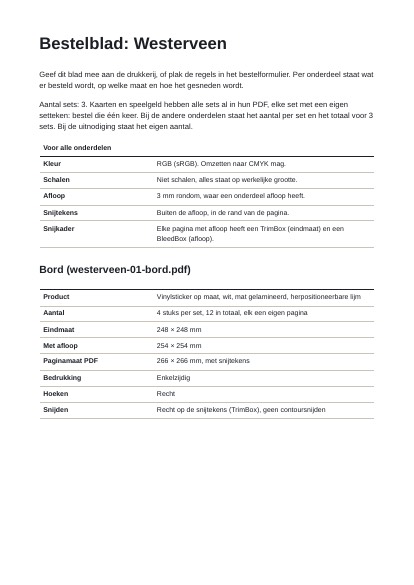 Bestelblad: Westerveen
Geef dit blad mee aan de drukkerij, of plak de regels in het bestelformulier. Per onderdeel staat wat
er besteld wordt, op welke maat en hoe het gesneden wordt.
Aantal sets: 3. Kaarten en speelgeld hebben alle sets al in hun PDF, elke set met een eigen
setteken: bestel die één keer. Bij de andere onderdelen staat het aantal per set en het totaal voor 3
sets. Bij de uitnodiging staat het eigen aantal.
Voor alle onderdelen
Kleur RGB (sRGB). Omzetten naar CMYK mag.
Schalen Niet schalen, alles staat op werkelijke grootte.
Afloop 3 mm rondom, waar een onderdeel afloop heeft.
Snijtekens Buiten de afloop, in de rand van de pagina.
Snijkader Elke pagina met afloop heeft een TrimBox (eindmaat) en een
BleedBox (afloop).
Bord (westerveen-01-bord.pdf)
Product Vinylsticker op maat, wit, mat gelamineerd, herpositioneerbare lijm
Aantal 4 stuks per set, 12 in totaal, elk een eigen pagina
Eindmaat 248 × 248 mm
Met afloop 254 × 254 mm
Paginamaat PDF 266 × 266 mm, met snijtekens
Bedrukking Enkelzijdig
Hoeken Recht
Snijden Recht op de snijtekens (TrimBox), geen contoursnijden